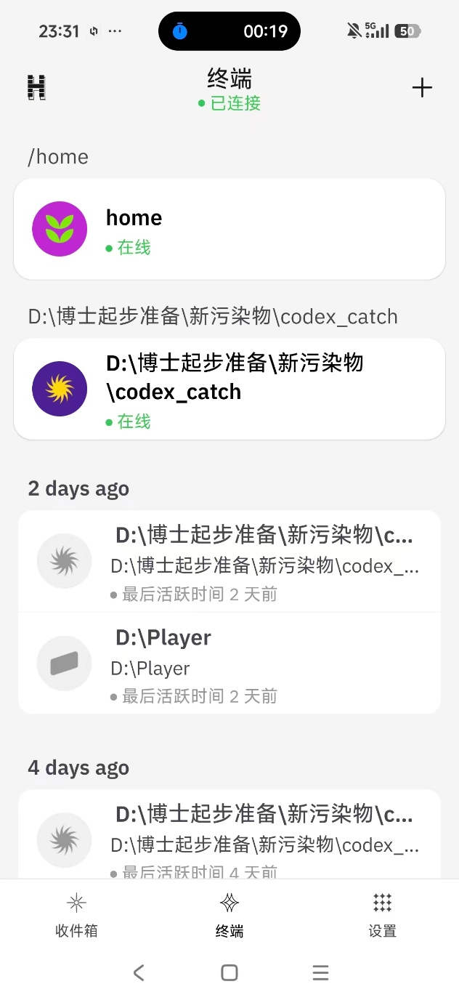 23:31
00:19
5G
50
终端
已连接
/home
home
在线
D:\博士起步准备\新污染物\codex_catch
D:\博士起步准备\新污染物
\codex_catch
在线
2 days ago
D:\博士起步准备\新污染物\c...
D:\博士起步准备\新污染物\codex_...
最后活跃时间 2 天前
D:\Player
D:\Player
最后活跃时间 2 天前
4 days ago
D:\博士起步准备\新污染物\c...
D:\博士起步准备\新污染物\codex_...
最后活跃时间 4 天前
收件箱
终端
设置